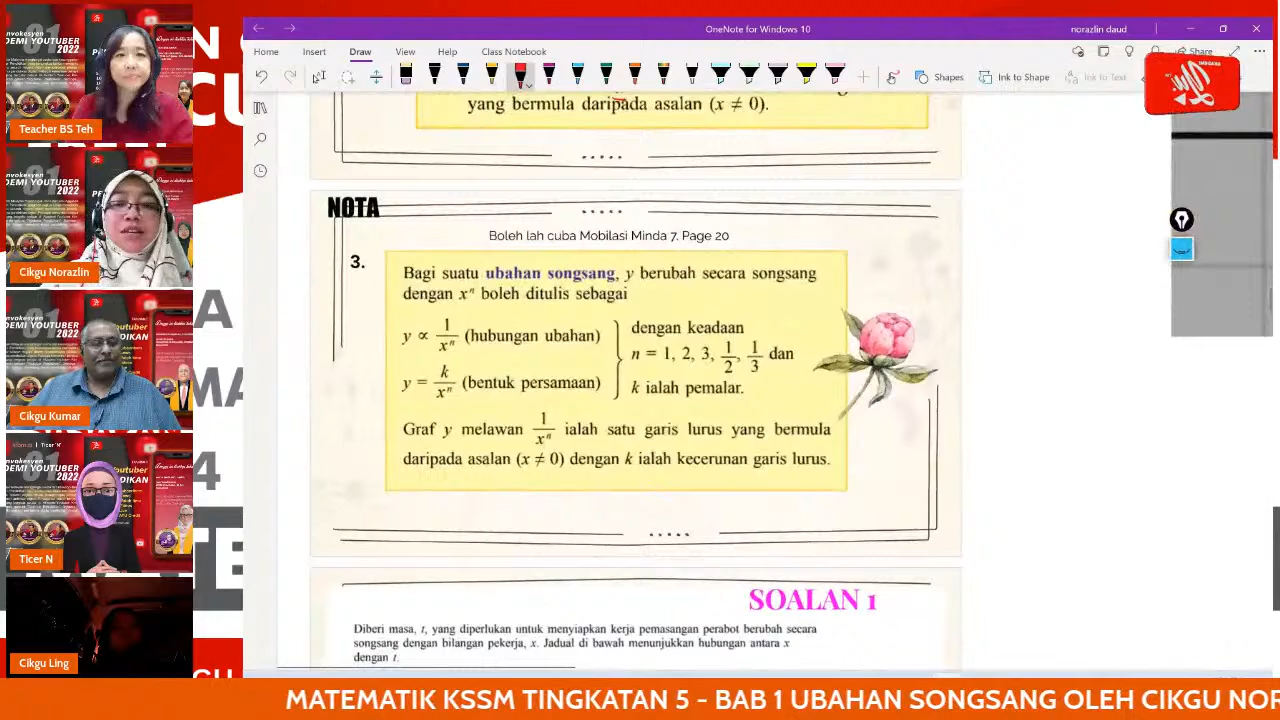 OneNote for Windows 10
norazlin daud
Home Insert Draw View Help Class Notebook
Share
Shapes Ink to Shape Ink to Text
yang bermula daripada asalan (x ≠ 0).
NOTA
Boleh lah cuba Mobilasi Minda 7. Page 20
3.
Bagi suatu ubahan songsang, y berubah secara songsang
dengan xⁿ boleh ditulis sebagai
y ∝ 1/xⁿ (hubungan ubahan)
y = k/xⁿ (bentuk persamaan)
dengan keadaan
n = 1, 2, 3, 1/2, 1/3 dan
k ialah pemalar.
Graf y melawan 1/xⁿ ialah satu garis lurus yang bermula
daripada asalan (x ≠ 0) dengan k ialah kecerunan garis lurus.
SOALAN 1
Diberi masa, t, yang diperlukan untuk menyiapkan kerja pemasangan perabot berubah secara
songsang dengan bilangan pekerja, x. Jadual di bawah menunjukkan hubungan antara x
dengan t.
Teacher BS Teh
Cikgu Norazlin
Cikgu Kumar
Ticer N
Cikgu Ling
MATEMATIK KSSM TINGKATAN 5 - BAB 1 UBAHAN SONGSANG OLEH CIKGU NOR